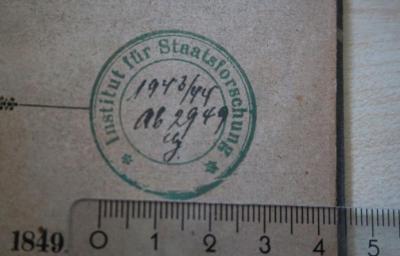 Institut für Staatsforschung
1943/44
Ab 2949
1849.
0 1 2 3 4 5